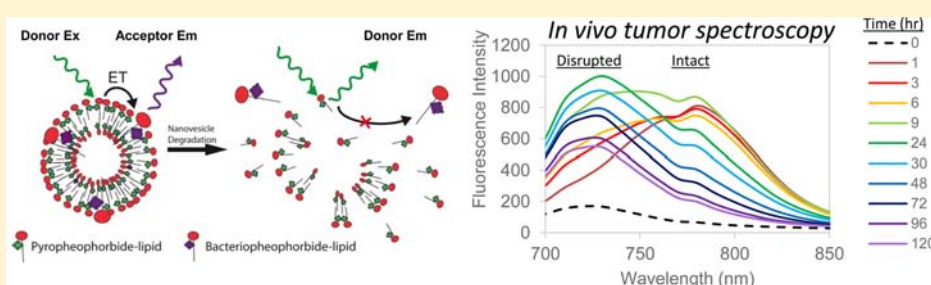 Donor Ex
Acceptor Em
ET
Nanovesicle
Degradation
Donor Em
Pyropheophorbide-lipid
Bacteriopheophorbide-lipid
In vivo tumor spectroscopy
Disrupted
Intact
Fluorescence Intensity
1200
1000
800
600
400
200
0
700
750
800
850
Wavelength (nm)
Time (hr)
0
1
3
6
9
24
30
48
72
96
120